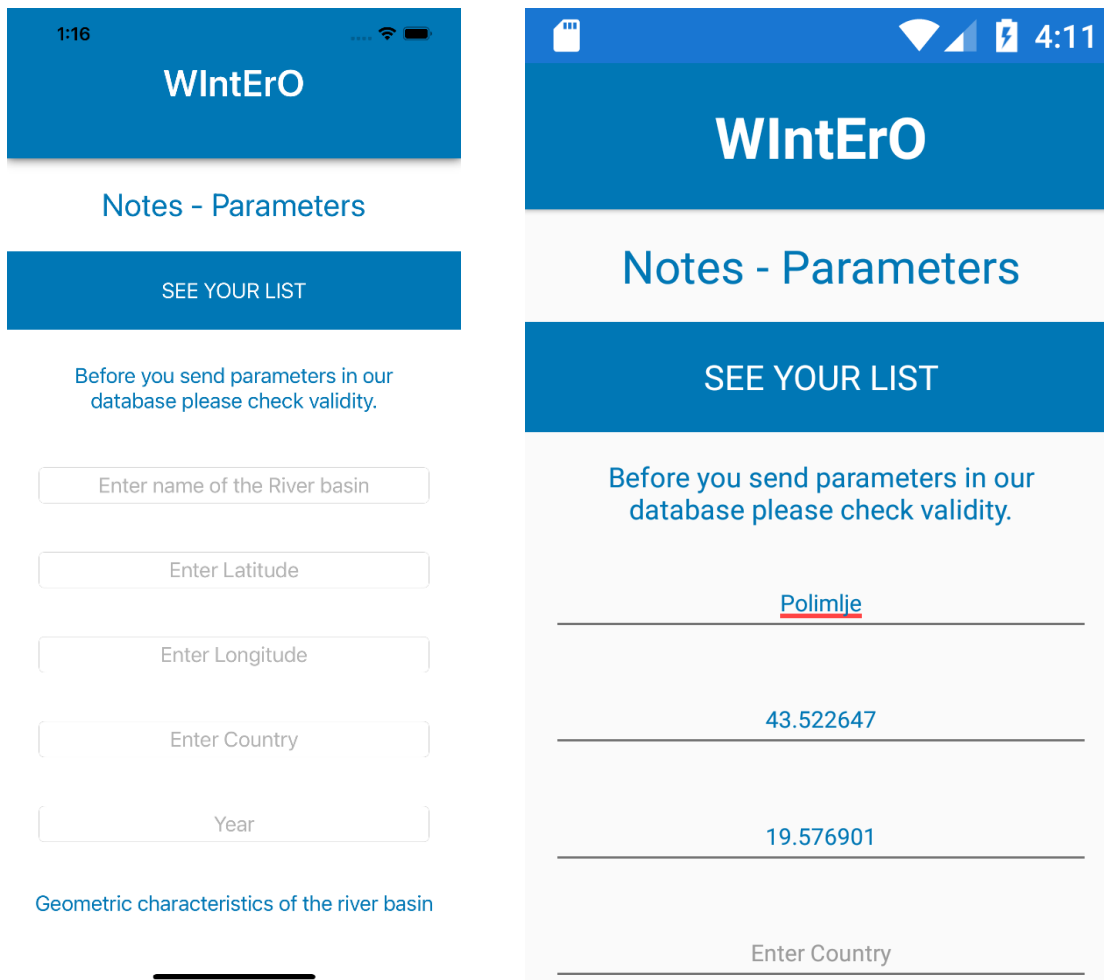 1:16
WIntErO
Notes - Parameters
SEE YOUR LIST
Before you send parameters in our
database please check validity.
Enter name of the River basin
Enter Latitude
Enter Longitude
Enter Country
Year
Geometric characteristics of the river basin
4:11
WIntErO
Notes - Parameters
SEE YOUR LIST
Before you send parameters in our
database please check validity.
Polimlje
43.522647
19.576901
Enter Country